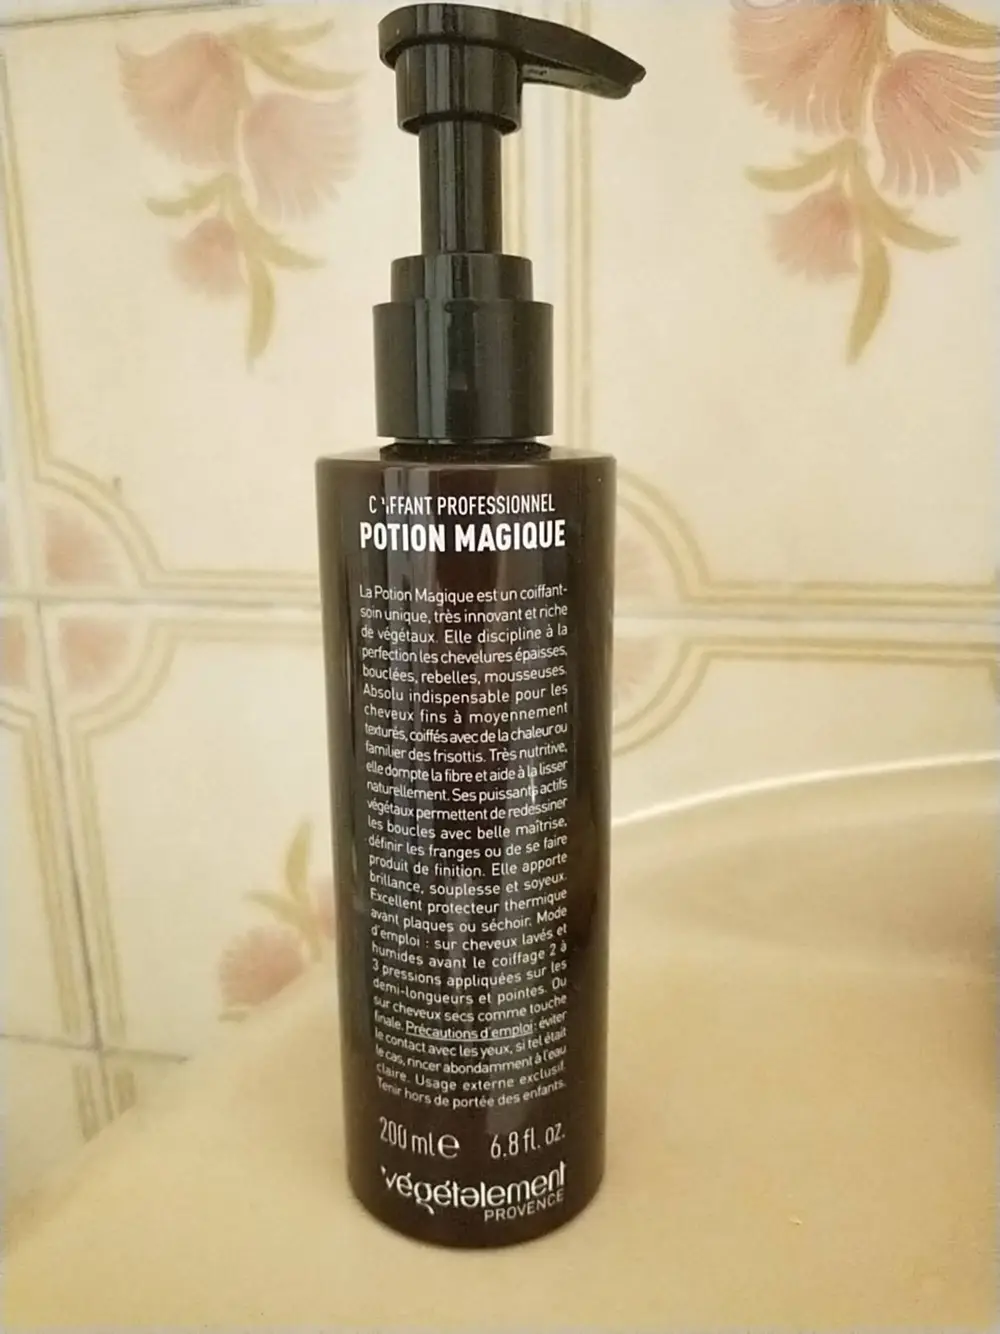 C IFFANT PROFESSIONNEL
POTION MAGIQUE
La Potion Magique est un coiffant-
soin unique, très innovant et riche
de végétaux. Elle discipline à la
perfection les chevelures épaisses,
bouclées, rebelles, mousseuses.
Absolu indispensable pour les
cheveux fins à moyennement
texturés, coiffés avec de la chaleur ou
familier des frisottis. Très nutritive,
elle dompte la fibre et aide à la lisser
naturellement. Ses puissants actifs
végétaux permettent de redessiner
les boucles avec belle maîtrise,
définir les franges ou de se faire
produit de finition. Elle apporte
brillance, souplesse et soyeux.
Excellent protecteur thermique
avant plaques ou séchoir. Mode
d'emploi : sur cheveux lavés et
humides avant le coiffage 2 à
3 pressions appliquées sur les
demi-longueurs et pointes. Ou
sur cheveux secs comme touche
finale. Précautions d'emploi : éviter
le contact avec les yeux, si tel était
le cas, rincer abondamment à l'eau
claire. Usage externe exclusif.
Tenir hors de portée des enfants.
200 ml e 6.8 fl. oz.
végétalement
PROVENCE